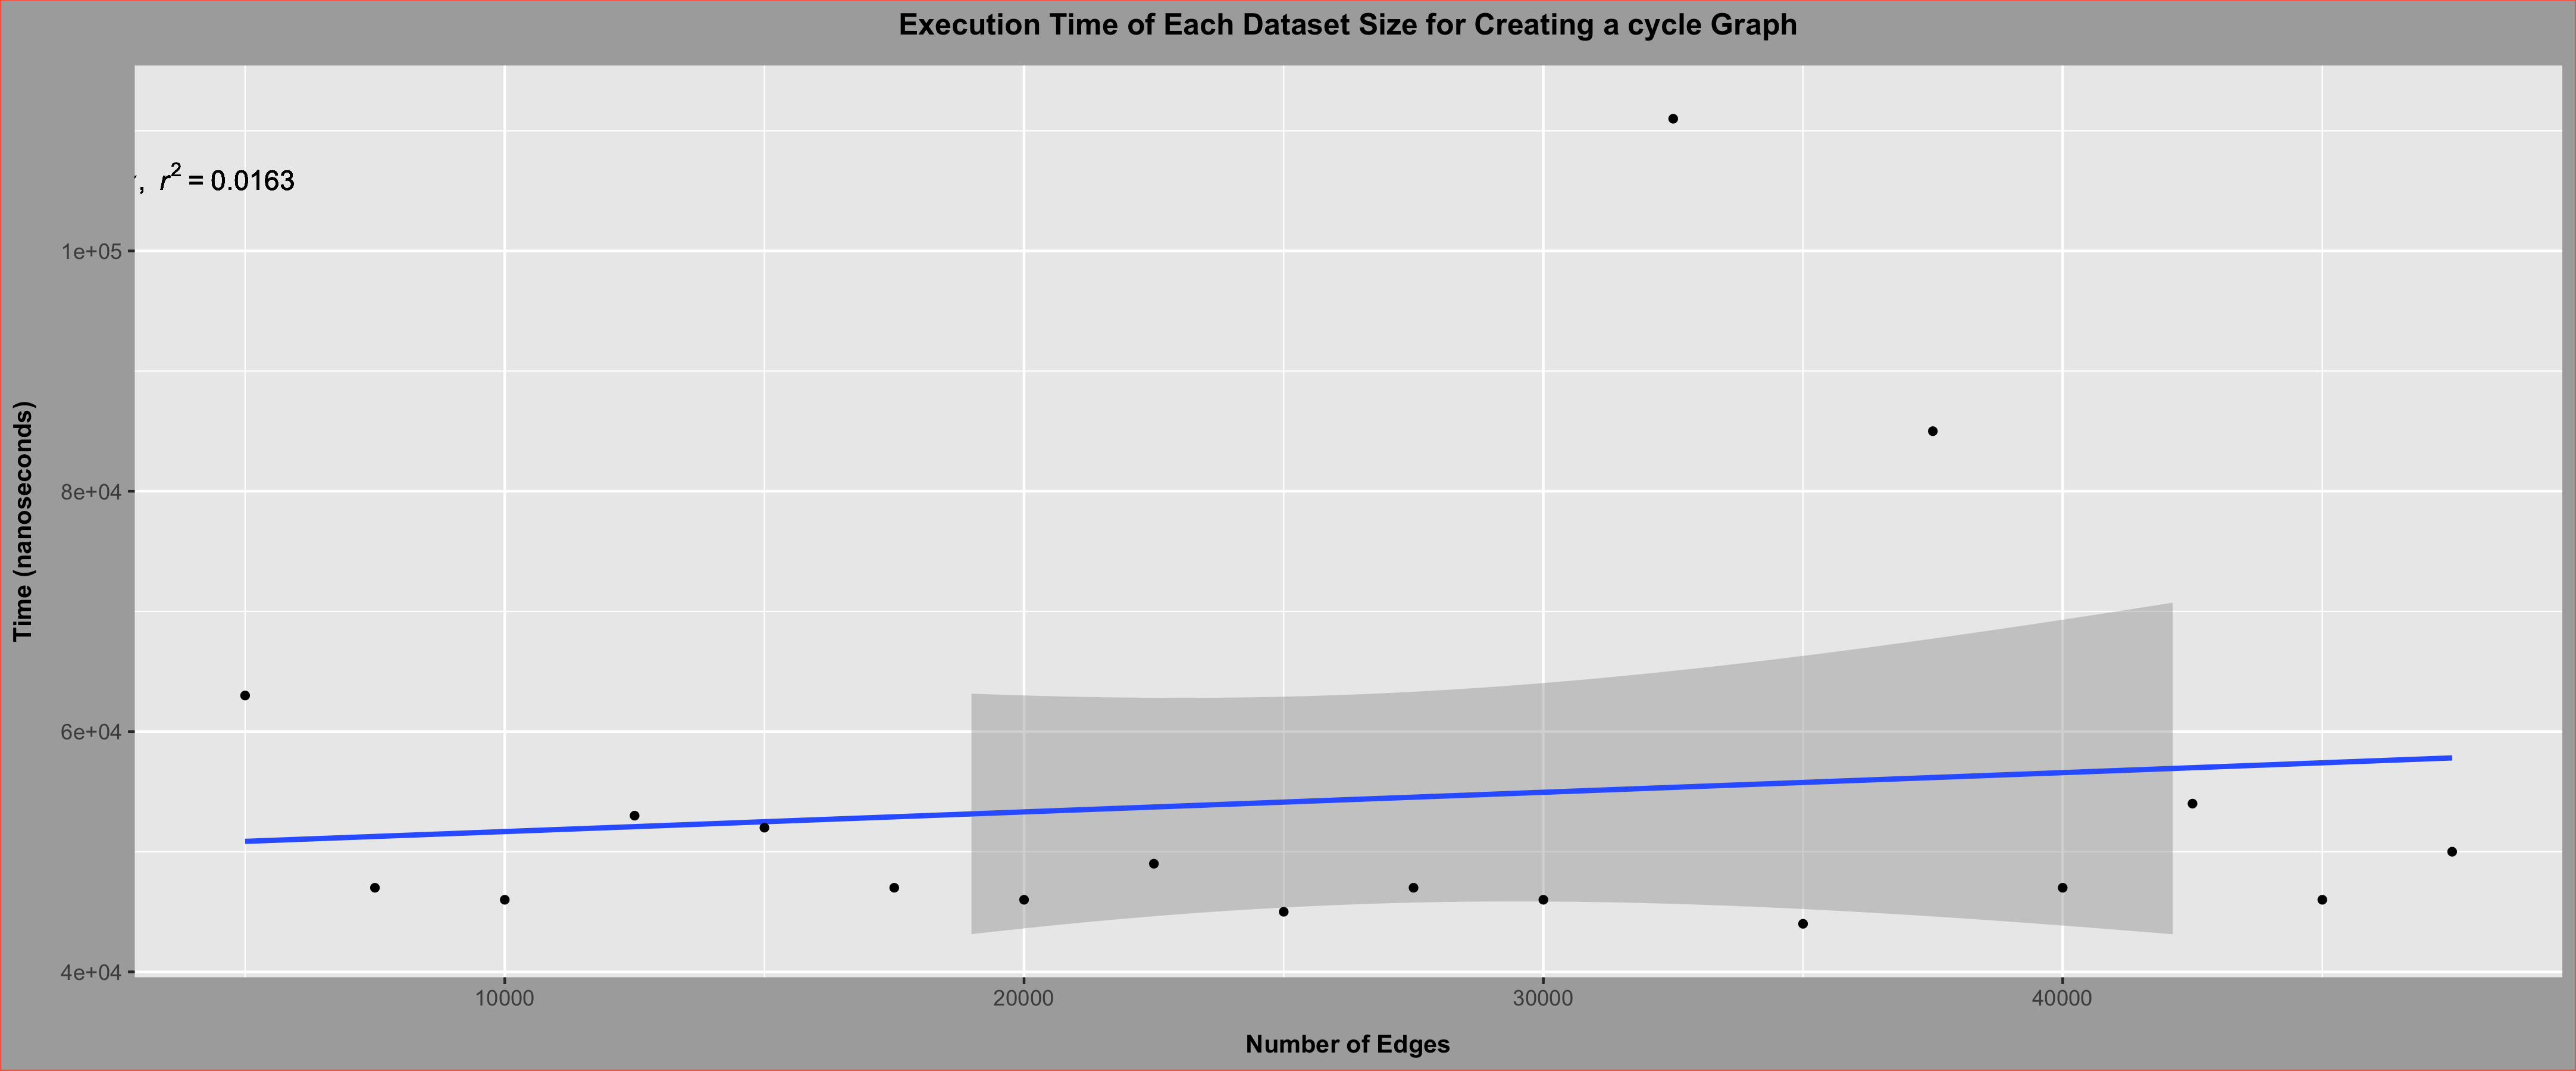 Execution Time of Each Dataset Size for Creating a cycle Graph
, r² = 0.0163
1e+05
8e+04
6e+04
4e+04
Time (nanoseconds)
10000 20000 30000 40000
Number of Edges